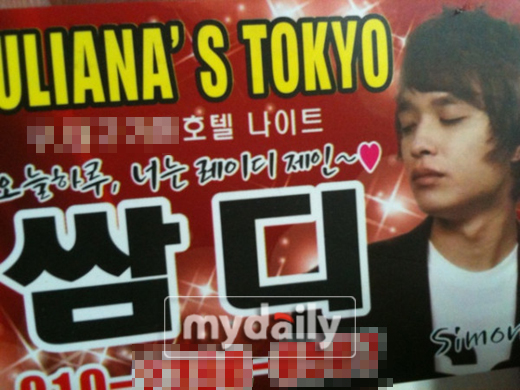 ULIANA'S TOKYO
호텔 나이트
오늘하루, 너는 레이디 제인~♥
쌈디
mydaily
Simon
010-